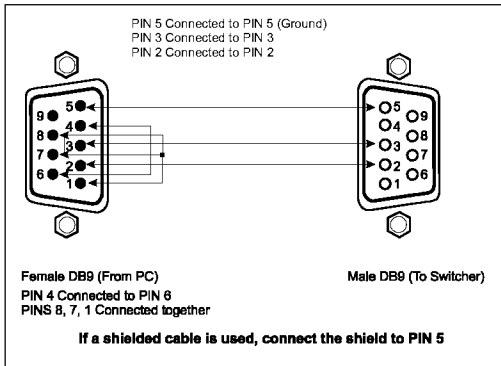 PIN 5 Connected to PIN 5 (Ground)
PIN 3 Connected to PIN 3
PIN 2 Connected to PIN 2
5
9
4
8
3
7
2
6
1
5
9
4
8
3
7
2
6
1
Female DB9 (From PC)
Male DB9 (To Switcher)
PIN 4 Connected to PIN 6
PINS 8, 7, 1 Connected together
If a shielded cable is used, connect the shield to PIN 5